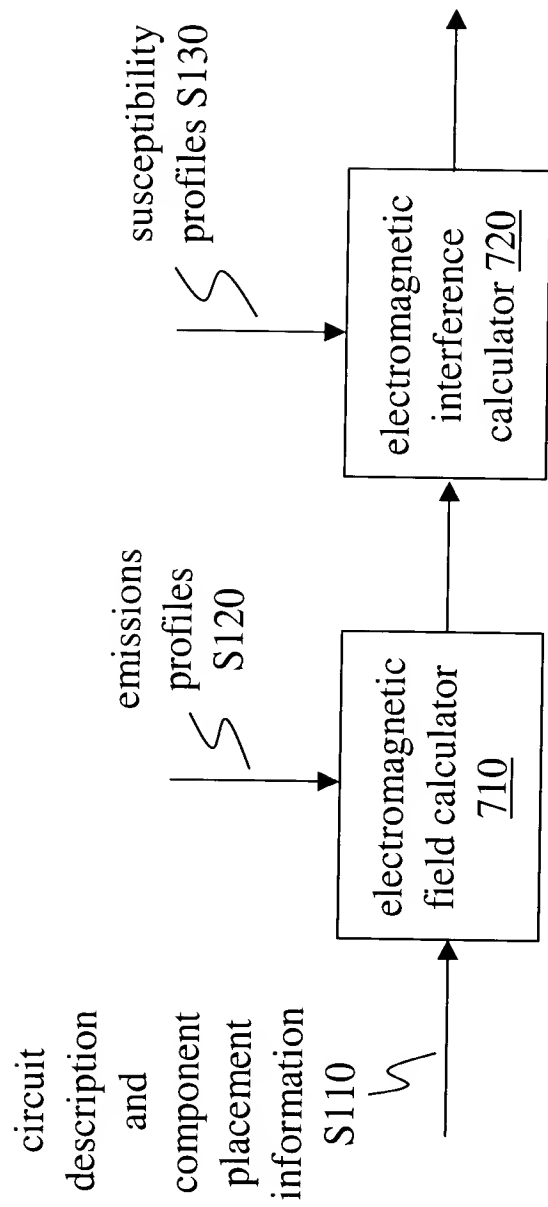 circuit
description
and
component
placement
information
S110
emissions
profiles
S120
susceptibility
profiles S130
electromagnetic
field calculator
710
electromagnetic
interference
calculator 720